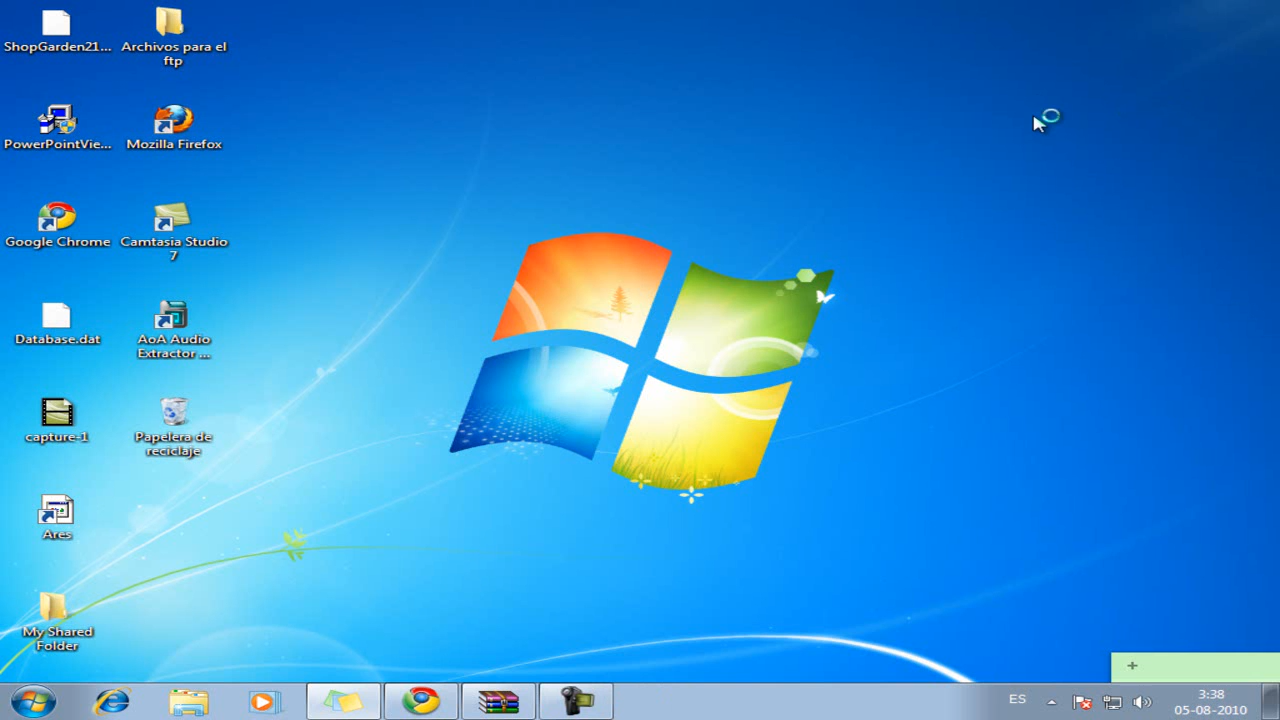 ShopGarden21...
Archivos para el
ftp
PowerPointVie...
Mozilla Firefox
Google Chrome
Camtasia Studio
7
Database.dat
AoA Audio
Extractor ...
capture-1
Papelera de
reciclaje
Ares
My Shared
Folder
+
ES
3:38
05-08-2010